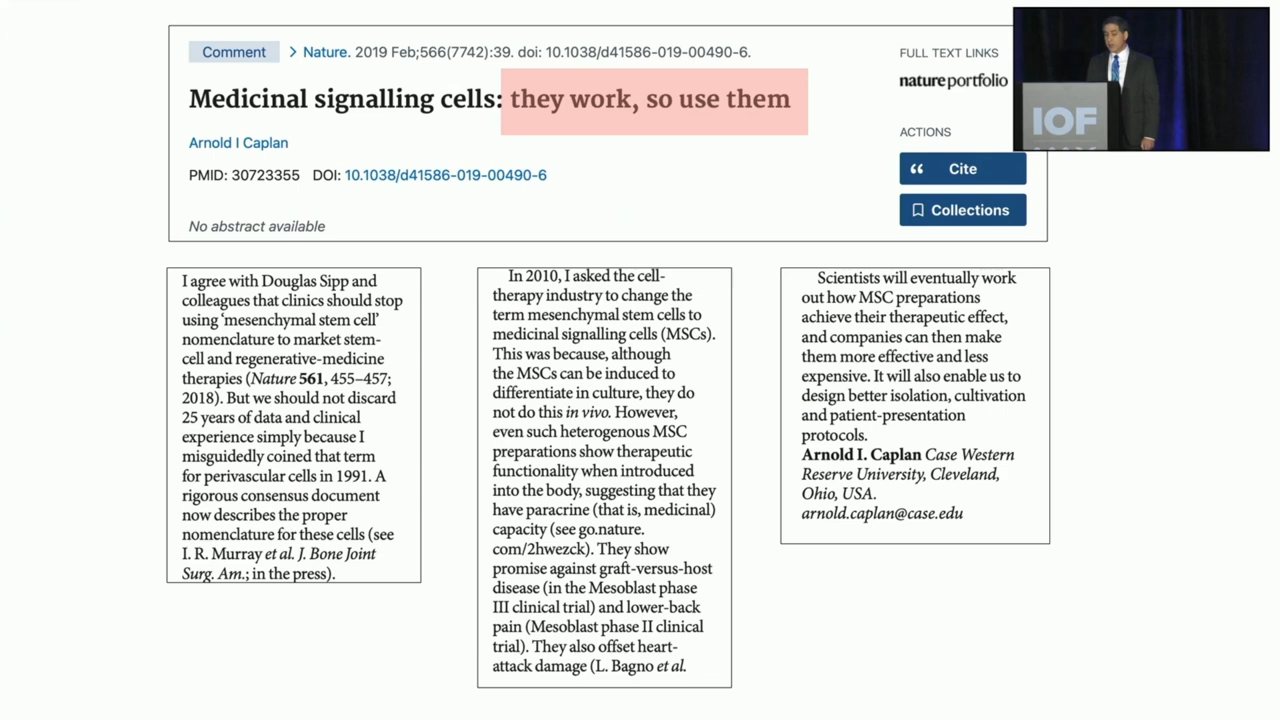 Comment > Nature. 2019 Feb;566(7742):39. doi: 10.1038/d41586-019-00490-6.
Medicinal signalling cells: they work, so use them
Arnold I Caplan
PMID: 30723355 DOI: 10.1038/d41586-019-00490-6
No abstract available
FULL TEXT LINKS
nature portfolio
ACTIONS
Cite
Collections
IOF
I agree with Douglas Sipp and
colleagues that clinics should stop
using ‘mesenchymal stem cell’
nomenclature to market stem-
cell and regenerative-medicine
therapies (Nature 561, 455–457;
2018). But we should not discard
25 years of data and clinical
experience simply because I
misguidedly coined that term
for perivascular cells in 1991. A
rigorous consensus document
now describes the proper
nomenclature for these cells (see
I. R. Murray et al. J. Bone Joint
Surg. Am.; in the press).
In 2010, I asked the cell-
therapy industry to change the
term mesenchymal stem cells to
medicinal signalling cells (MSCs).
This was because, although
the MSCs can be induced to
differentiate in culture, they do
not do this in vivo. However,
even such heterogenous MSC
preparations show therapeutic
functionality when introduced
into the body, suggesting that they
have paracrine (that is, medicinal)
capacity (see go.nature.
com/2hwezck). They show
promise against graft-versus-host
disease (in the Mesoblast phase
III clinical trial) and lower-back
pain (Mesoblast phase II clinical
trial). They also offset heart-
attack damage (L. Bagno et al.
Scientists will eventually work
out how MSC preparations
achieve their therapeutic effect,
and companies can then make
them more effective and less
expensive. It will also enable us to
design better isolation, cultivation
and patient-presentation
protocols.
Arnold I. Caplan Case Western
Reserve University, Cleveland,
Ohio, USA.
arnold.caplan@case.edu